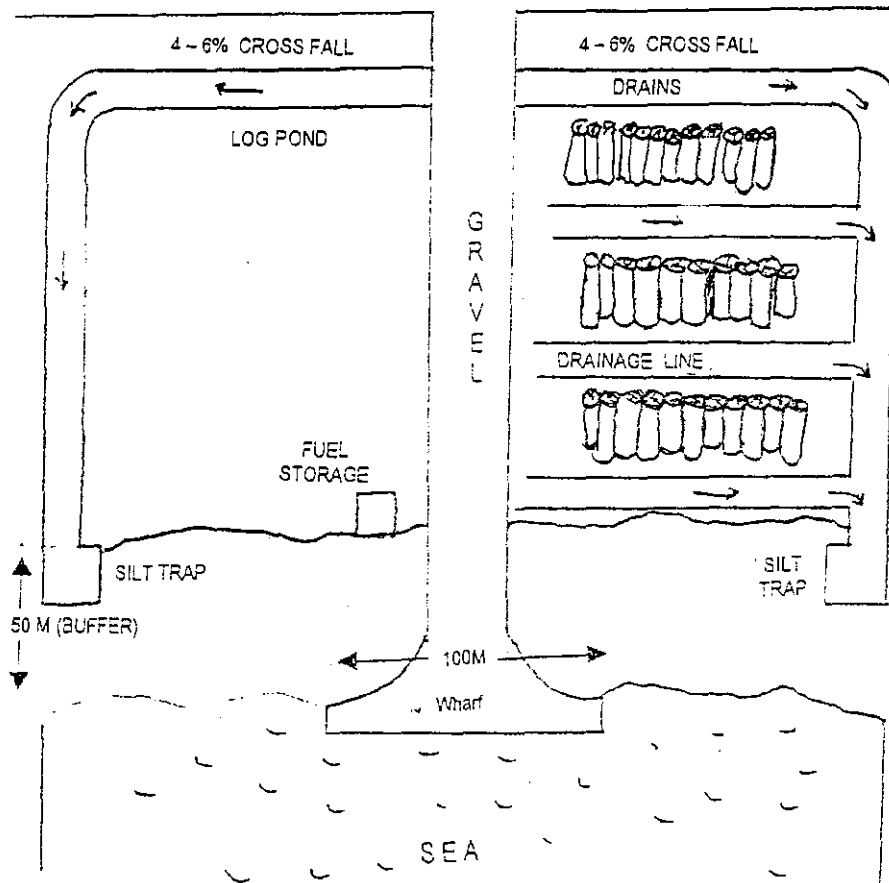 4 – 6% CROSS FALL
4 – 6% CROSS FALL
DRAINS
LOG POND
GRAVEL
DRAINAGE LINE
FUEL
STORAGE
SILT TRAP
SILT
TRAP
50 M (BUFFER)
100M
Wharf
SEA